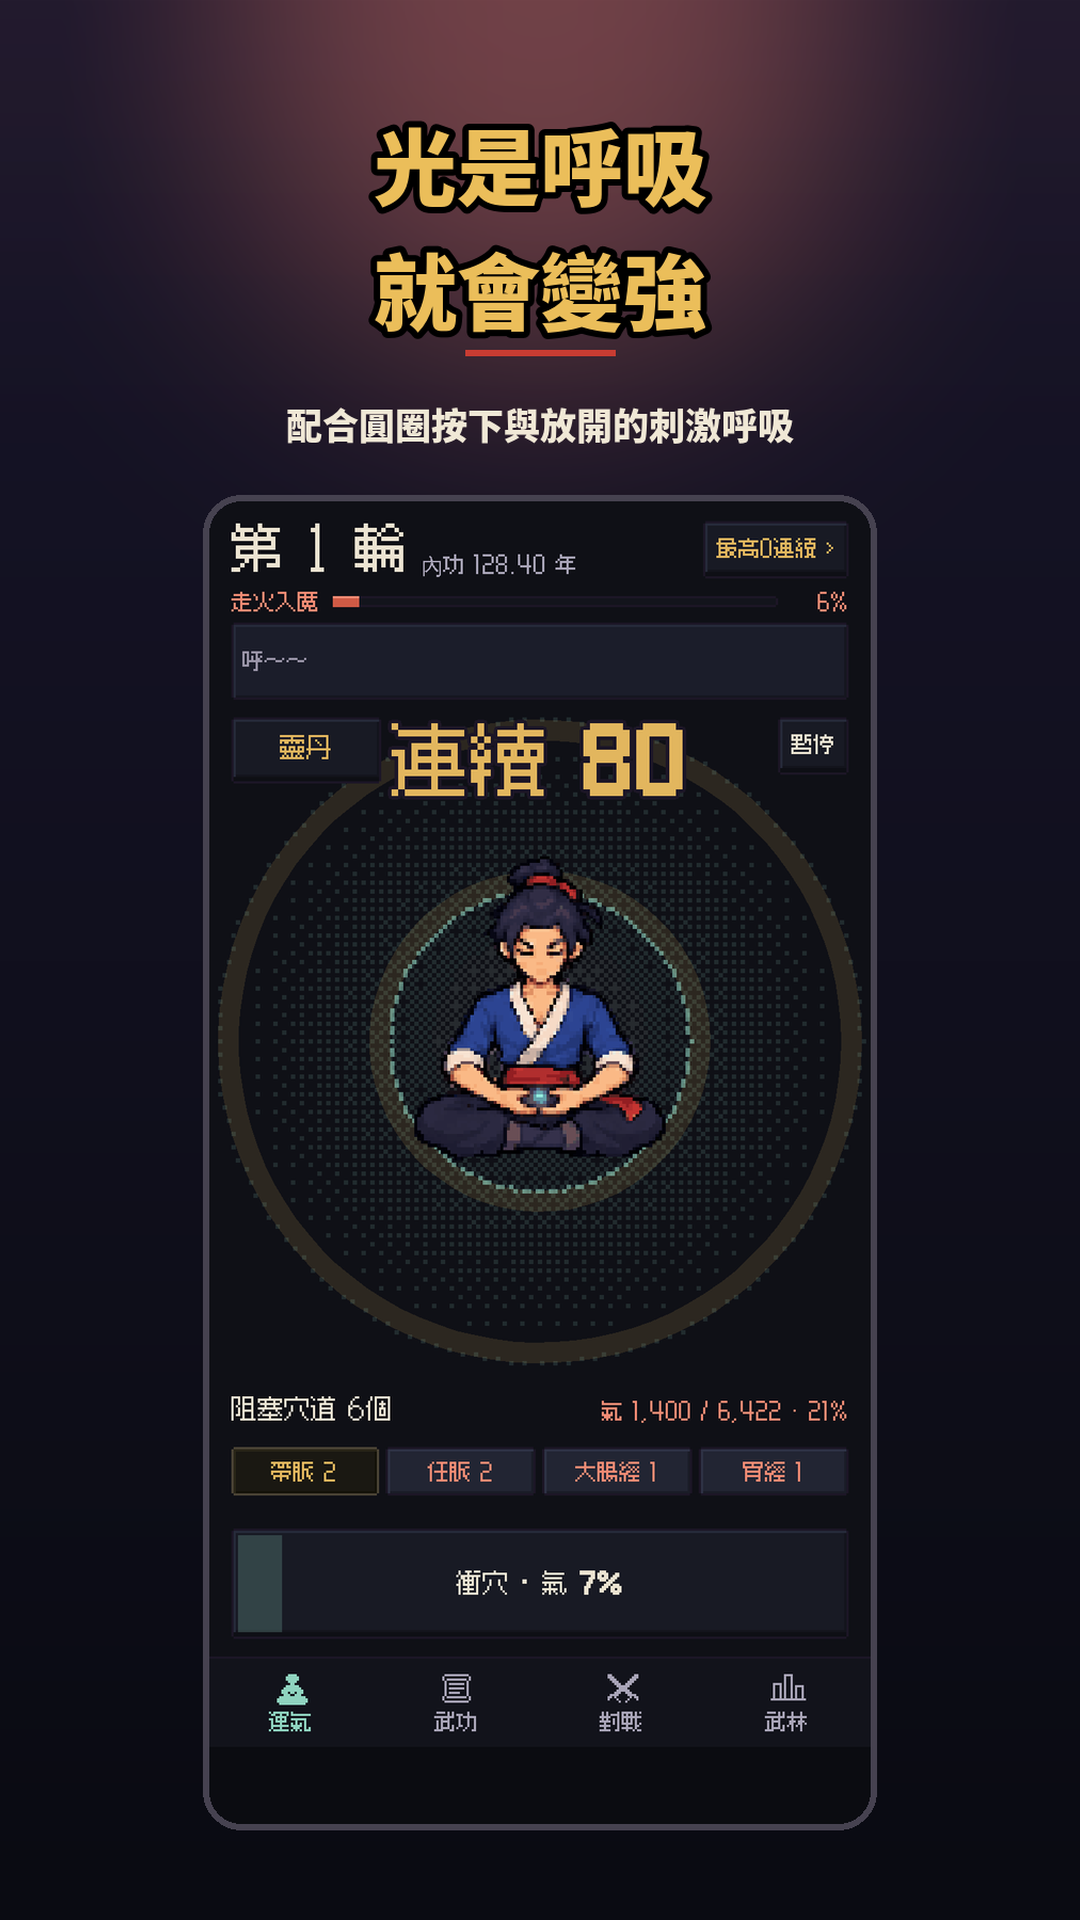 光是呼吸
就會變強
配合圓圈按下與放開的刺激呼吸
第 1 輪 內功 128.40 年
最高0連續 >
走火入魔 6%
呼～～
靈丹
連續 80
暫停
阻塞穴道 6個
氣 1,400 / 6,422 · 21%
帶脈 2
任脈 2
大腸經 1
胃經 1
衝穴 · 氣 7%
運氣
武功
對戰
武林